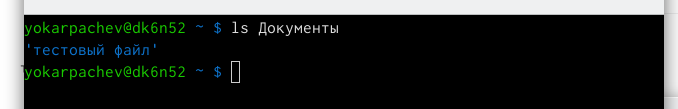 yokarpachev@dk6n52 ~ $ ls Документы
'тестовый файл'
yokarpachev@dk6n52 ~ $